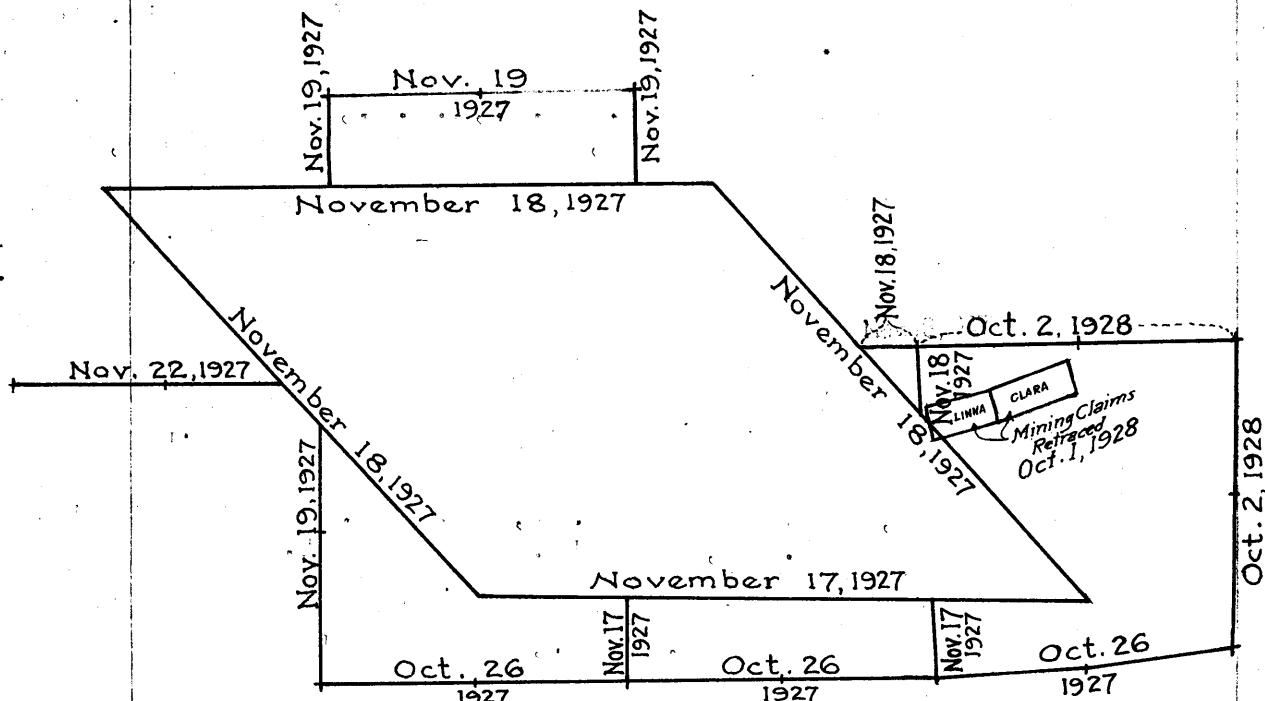 Nov. 19, 1927
Nov. 19
1927
Nov. 19, 1927
November 18, 1927
Nov. 18, 1927
November 18, 1927
Oct. 2, 1928
Nov. 18
1927
LINNA
CLARA
Mining Claims
Retraced
Oct. 1, 1928
Nov. 22, 1927
November 18, 1927
Nov. 19, 1927
Oct. 2, 1928
November 17, 1927
Nov. 17
1927
Nov. 17
1927
Oct. 26
1927
Oct. 26
1927
Oct. 26
1927